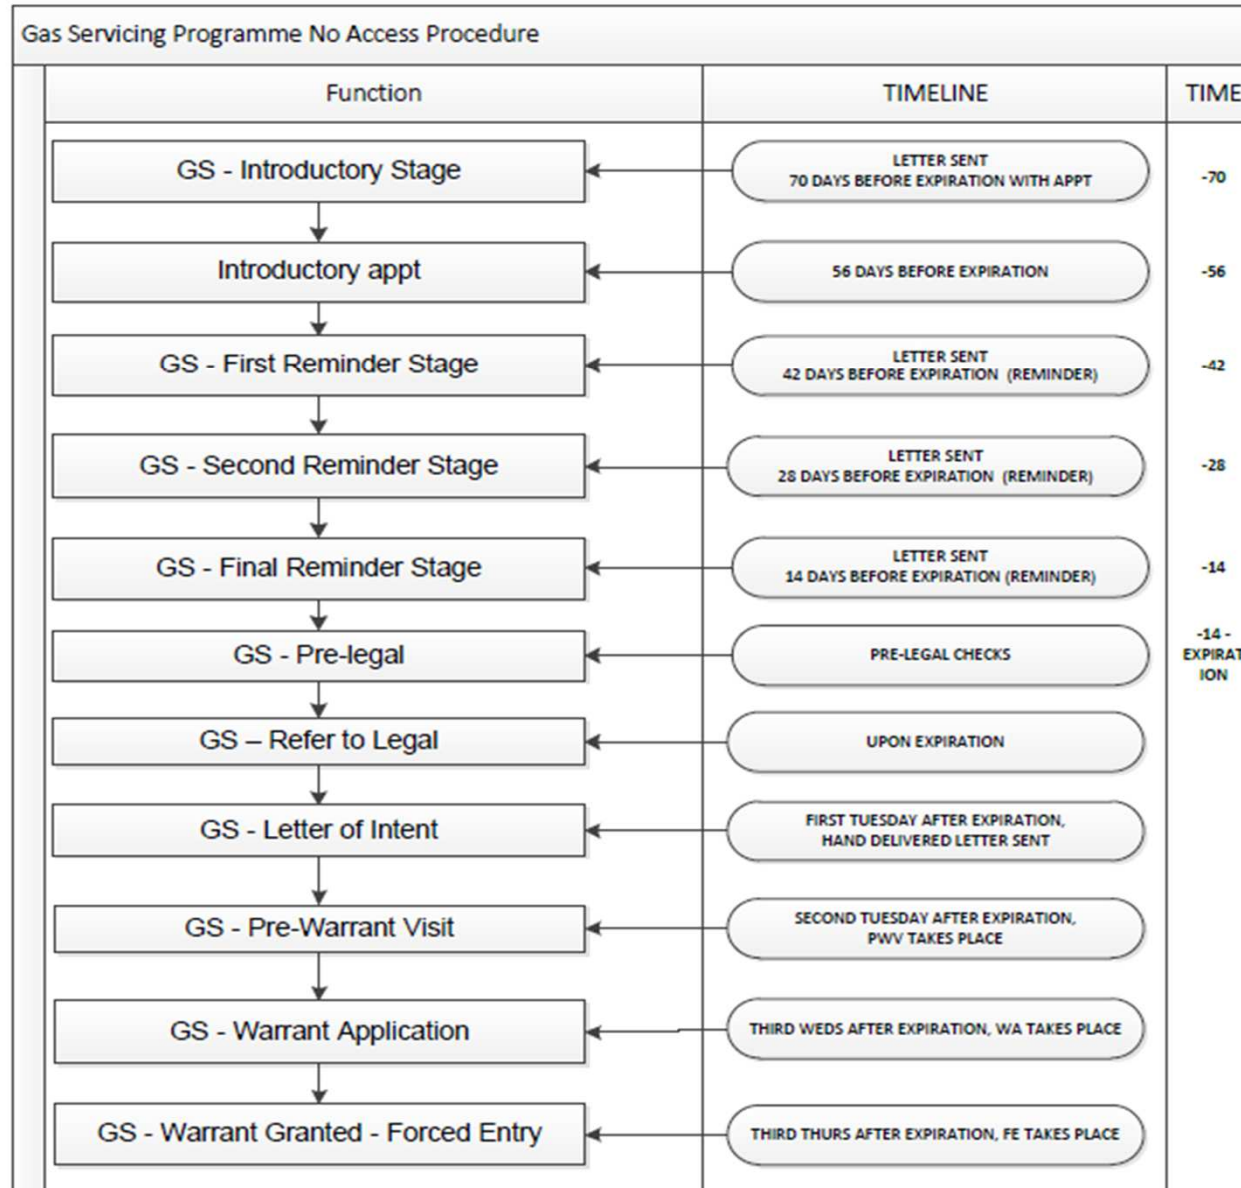 Gas Servicing Programme No Access Procedure
Function
TIMELINE
TIME
GS - Introductory Stage
LETTER SENT
70 DAYS BEFORE EXPIRATION WITH APPT
-70
Introductory appt
56 DAYS BEFORE EXPIRATION
-56
GS - First Reminder Stage
LETTER SENT
42 DAYS BEFORE EXPIRATION (REMINDER)
-42
GS - Second Reminder Stage
LETTER SENT
28 DAYS BEFORE EXPIRATION (REMINDER)
-28
GS - Final Reminder Stage
LETTER SENT
14 DAYS BEFORE EXPIRATION (REMINDER)
-14
GS - Pre-legal
PRE-LEGAL CHECKS
-14 -
EXPIRAT
ION
GS – Refer to Legal
UPON EXPIRATION
GS - Letter of Intent
FIRST TUESDAY AFTER EXPIRATION,
HAND DELIVERED LETTER SENT
GS - Pre-Warrant Visit
SECOND TUESDAY AFTER EXPIRATION,
PWV TAKES PLACE
GS - Warrant Application
THIRD WEDS AFTER EXPIRATION, WA TAKES PLACE
GS - Warrant Granted - Forced Entry
THIRD THURS AFTER EXPIRATION, FE TAKES PLACE